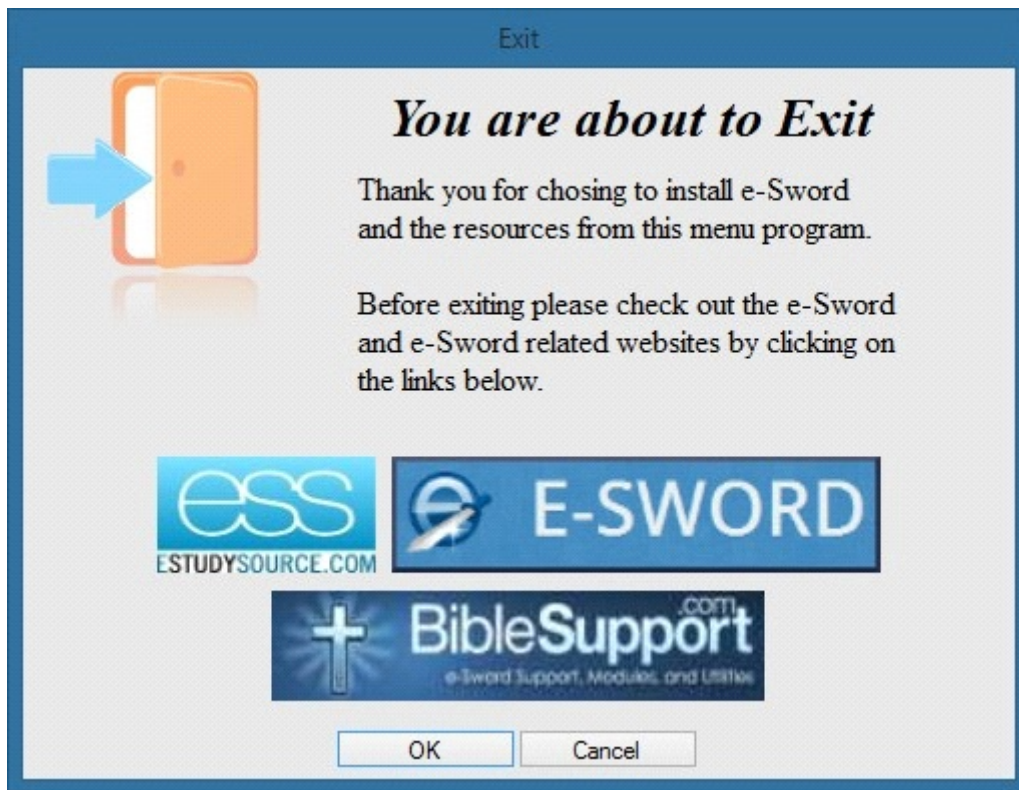 Exit
You are about to Exit
Thank you for chosing to install e-Sword
and the resources from this menu program.
Before exiting please check out the e-Sword
and e-Sword related websites by clicking on
the links below.
ess
ESTUDYSOURCE.COM
e E-SWORD
BibleSupport.com
e-Sword Support, Modules, and Utilities
OK Cancel